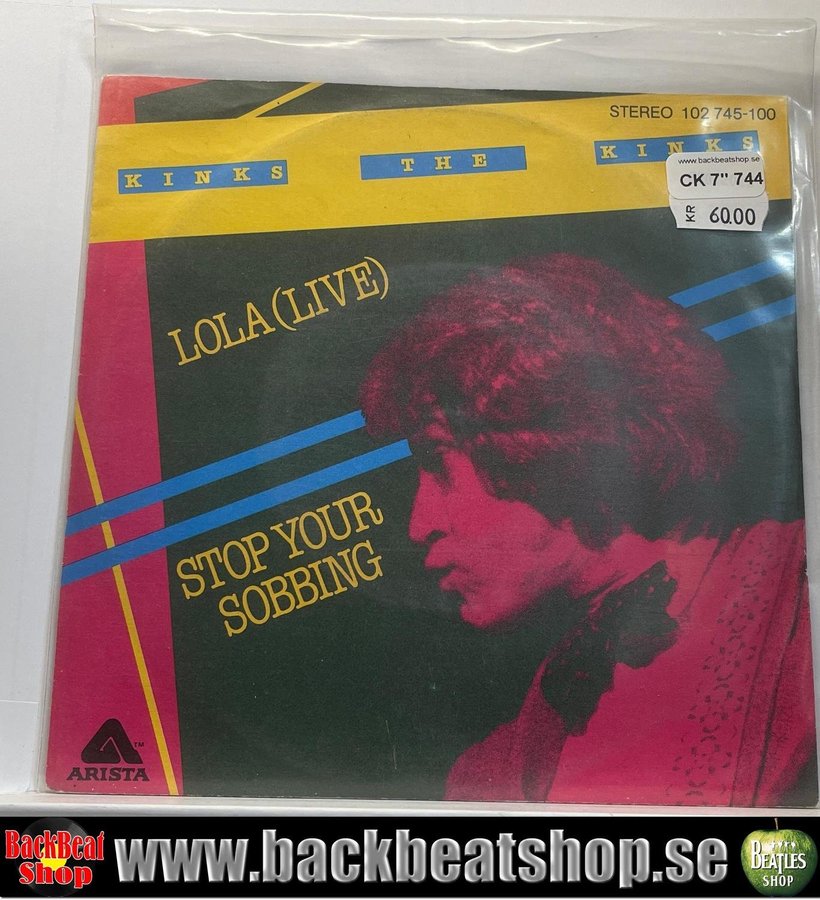 STEREO 102 745-100
KINKS THE KINKS
www.backbeatshop.se
CK 7" 744
KR 60.00
LOLA (LIVE)
STOP YOUR
SOBBING
TM
ARISTA
BackBeat
Shop
www.backbeatshop.se
BEATLES
SHOP